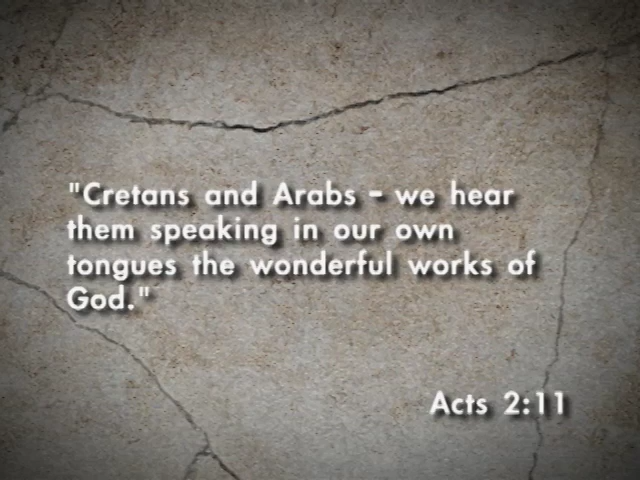 "Cretans and Arabs - we hear
them speaking in our own
tongues the wonderful works of
God."
Acts 2:11